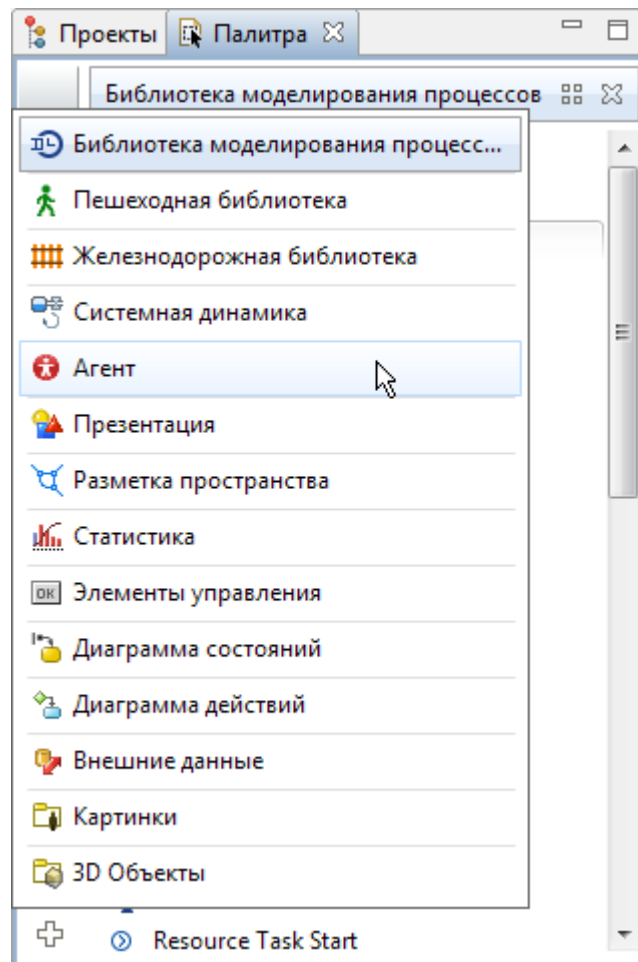 Проекты Палитра
Библиотека моделирования процессов
Библиотека моделирования процесс...
Пешеходная библиотека
Железнодорожная библиотека
Системная динамика
Агент
Презентация
Разметка пространства
Статистика
OK Элементы управления
Диаграмма состояний
Диаграмма действий
Внешние данные
Картинки
3D Объекты
Resource Task Start